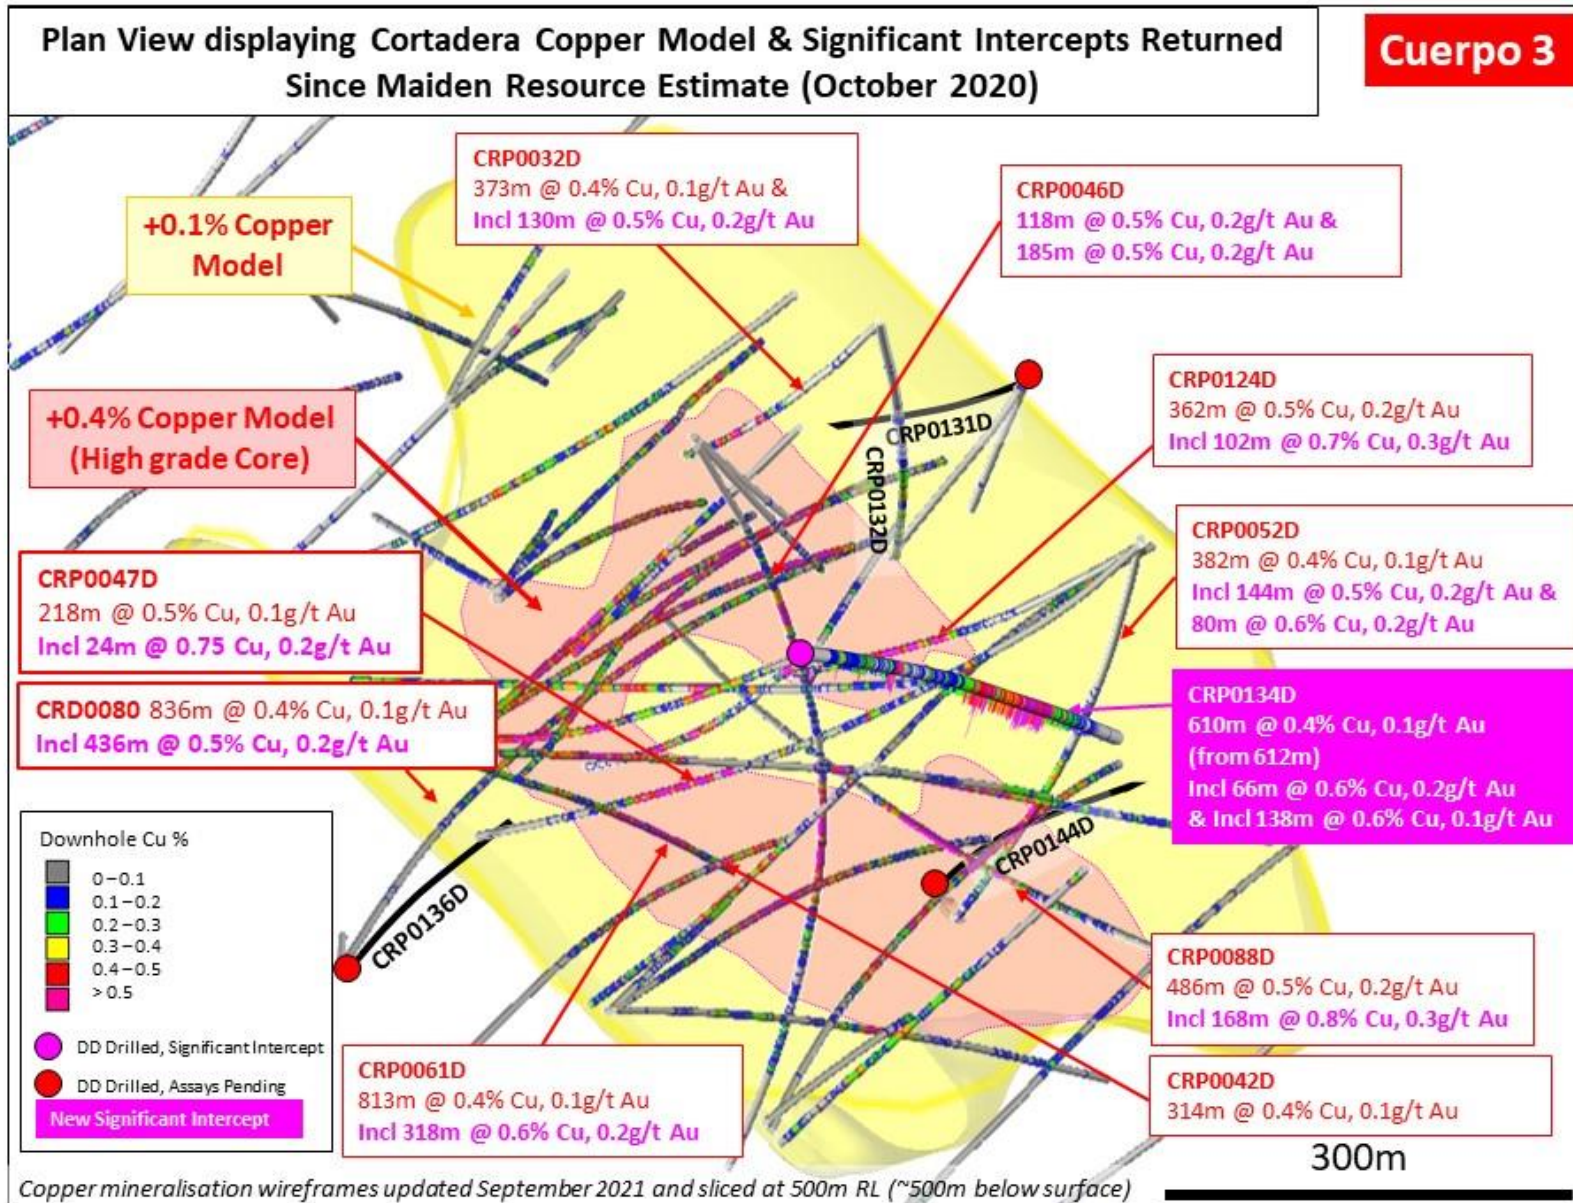 Plan View displaying Cortadera Copper Model & Significant Intercepts Returned
Since Maiden Resource Estimate (October 2020)
Cuerpo 3
CRP0032D
373m @ 0.4% Cu, 0.1g/t Au &
Incl 130m @ 0.5% Cu, 0.2g/t Au
CRP0046D
118m @ 0.5% Cu, 0.2g/t Au &
185m @ 0.5% Cu, 0.2g/t Au
+0.1% Copper
Model
CRP0124D
362m @ 0.5% Cu, 0.2g/t Au
Incl 102m @ 0.7% Cu, 0.3g/t Au
+0.4% Copper Model
(High grade Core)
CRP0131D
CRP0132D
CRP0052D
382m @ 0.4% Cu, 0.1g/t Au
Incl 144m @ 0.5% Cu, 0.2g/t Au &
80m @ 0.6% Cu, 0.2g/t Au
CRP0047D
218m @ 0.5% Cu, 0.1g/t Au
Incl 24m @ 0.75 Cu, 0.2g/t Au
CRD0080 836m @ 0.4% Cu, 0.1g/t Au
Incl 436m @ 0.5% Cu, 0.2g/t Au
CRP0134D
610m @ 0.4% Cu, 0.1g/t Au
(from 612m)
Incl 66m @ 0.6% Cu, 0.2g/t Au
& Incl 138m @ 0.6% Cu, 0.1g/t Au
CRP0144D
CRP0136D
Downhole Cu %
0–0.1
0.1–0.2
0.2–0.3
0.3–0.4
0.4–0.5
> 0.5
DD Drilled, Significant Intercept
DD Drilled, Assays Pending
New Significant Intercept
CRP0061D
813m @ 0.4% Cu, 0.1g/t Au
Incl 318m @ 0.6% Cu, 0.2g/t Au
CRP0088D
486m @ 0.5% Cu, 0.2g/t Au
Incl 168m @ 0.8% Cu, 0.3g/t Au
CRP0042D
314m @ 0.4% Cu, 0.1g/t Au
300m
Copper mineralisation wireframes updated September 2021 and sliced at 500m RL (~500m below surface)